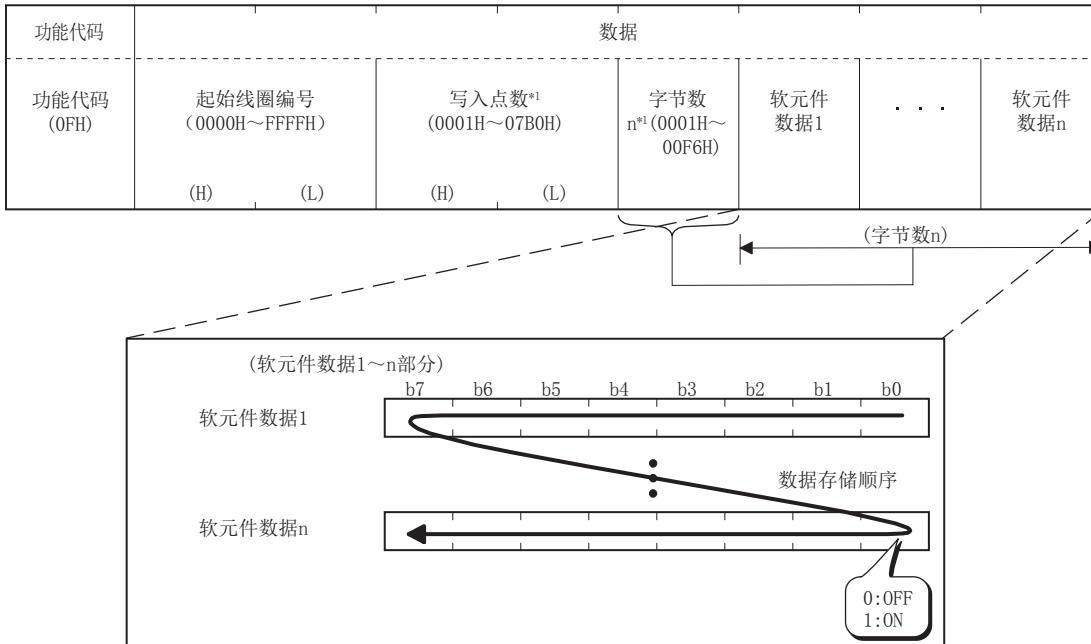 功能代码 数据
功能代码
(0FH)
起始线圈编号
(0000H～FFFFH)
(H) (L)
写入点数*1
(0001H～07B0H)
(H) (L)
字节数
n*1(0001H～
00F6H)
软元件
数据1
. . .
软元件
数据n
(字节数n)
(软元件数据1～n部分)
b7 b6 b5 b4 b3 b2 b1 b0
软元件数据1
数据存储顺序
软元件数据n
0:OFF
1:ON